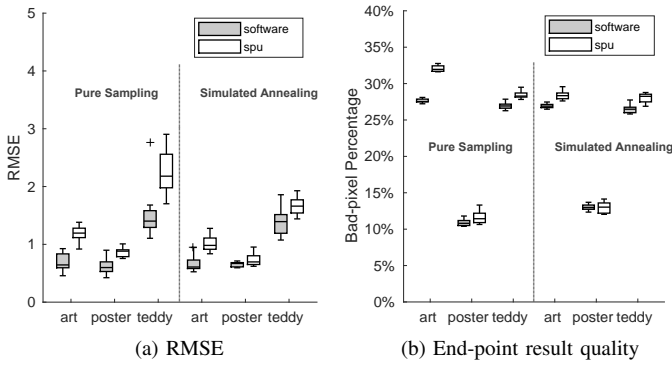 5
4
3
2
1
0
RMSE
software
spu
Pure Sampling
Simulated Annealing
art poster teddy art poster teddy
(a) RMSE
40%
35%
30%
25%
20%
15%
10%
5%
0%
Bad-pixel Percentage
software
spu
Pure Sampling
Simulated Annealing
art poster teddy art poster teddy
(b) End-point result quality